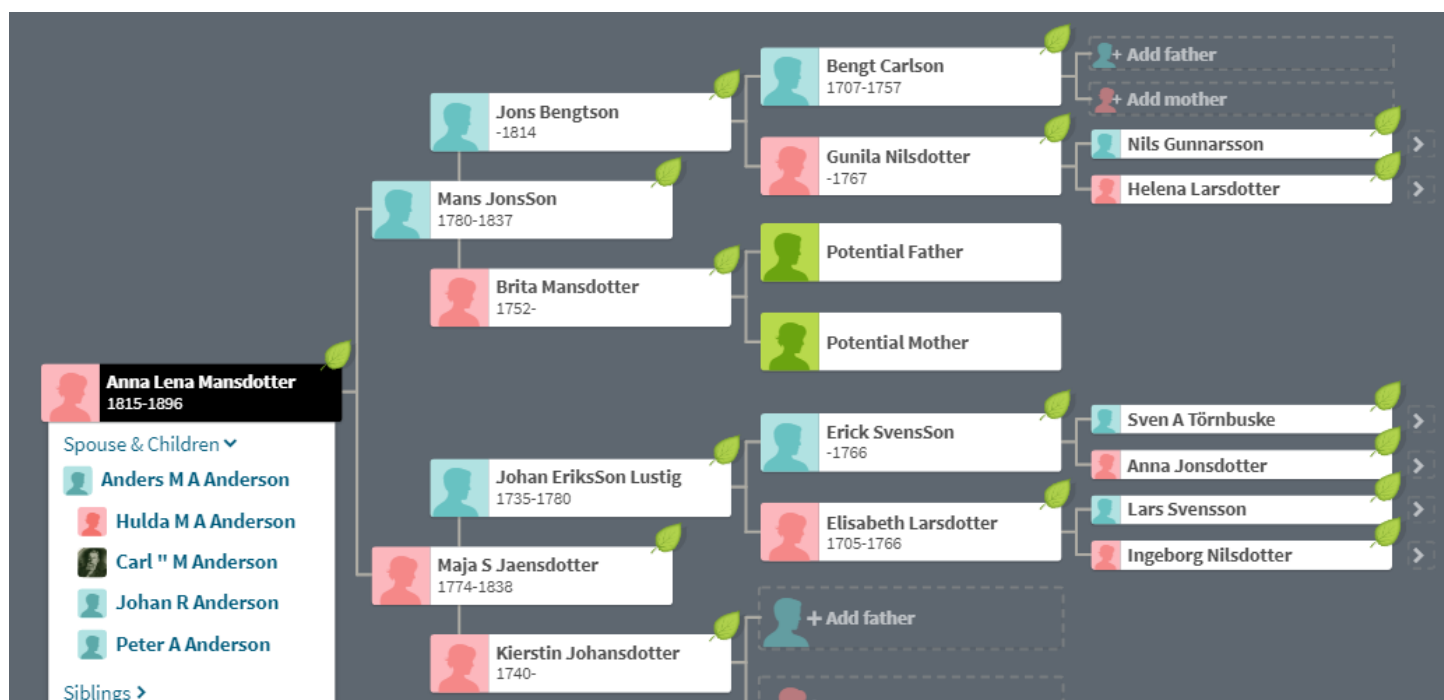 Bengt Carlson
1707-1757
+ Add father
+ Add mother
Jons Bengtson
-1814
Gunila Nilsdotter
-1767
Nils Gunnarsson
Helena Larsdotter
Mans JonsSon
1780-1837
Potential Father
Brita Mansdotter
1752-
Potential Mother
Anna Lena Mansdotter
1815-1896
Spouse & Children
Anders M A Anderson
Hulda M A Anderson
Carl " M Anderson
Johan R Anderson
Peter A Anderson
Siblings
Erick SvensSon
-1766
Sven A Törnbuske
Anna Jonsdotter
Johan EriksSon Lustig
1735-1780
Elisabeth Larsdotter
1705-1766
Lars Svensson
Ingeborg Nilsdotter
Maja S Jaensdotter
1774-1838
+ Add father
Kierstin Johansdotter
1740-